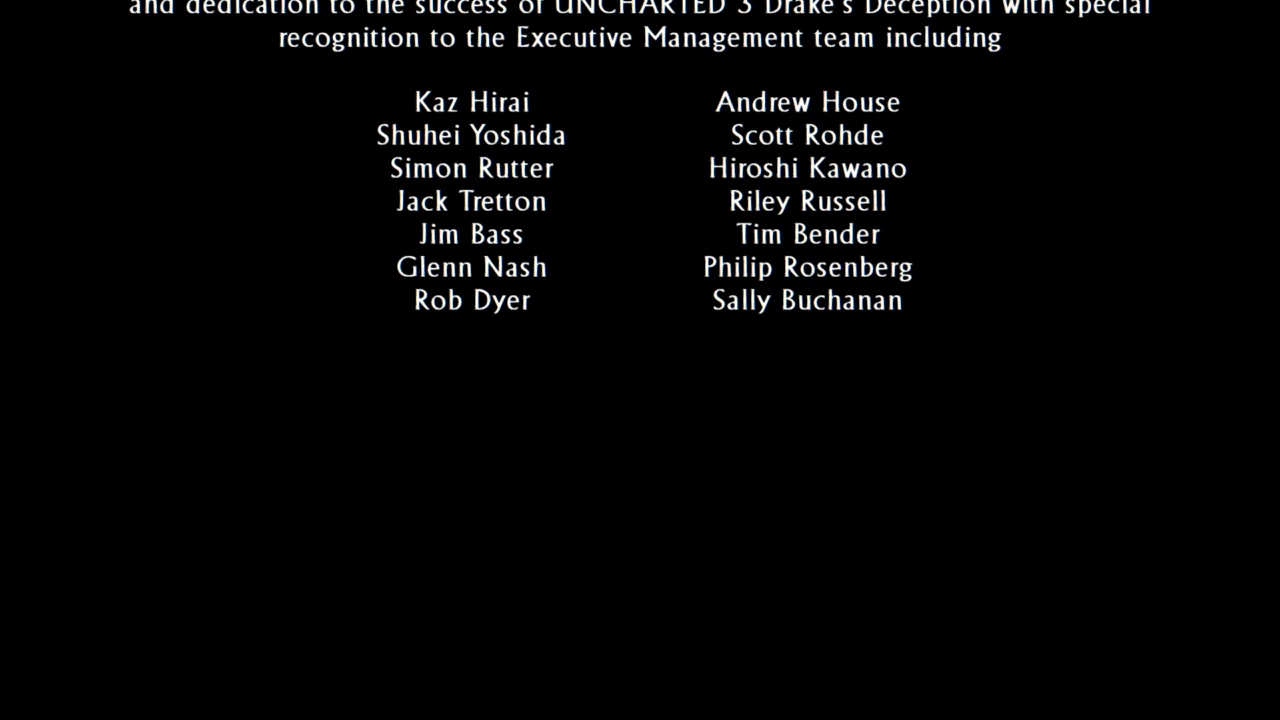 and dedication to the success of UNCHARTED 3 Drake's Deception with special
recognition to the Executive Management team including
Kaz Hirai Andrew House
Shuhei Yoshida Scott Rohde
Simon Rutter Hiroshi Kawano
Jack Tretton Riley Russell
Jim Bass Tim Bender
Glenn Nash Philip Rosenberg
Rob Dyer Sally Buchanan